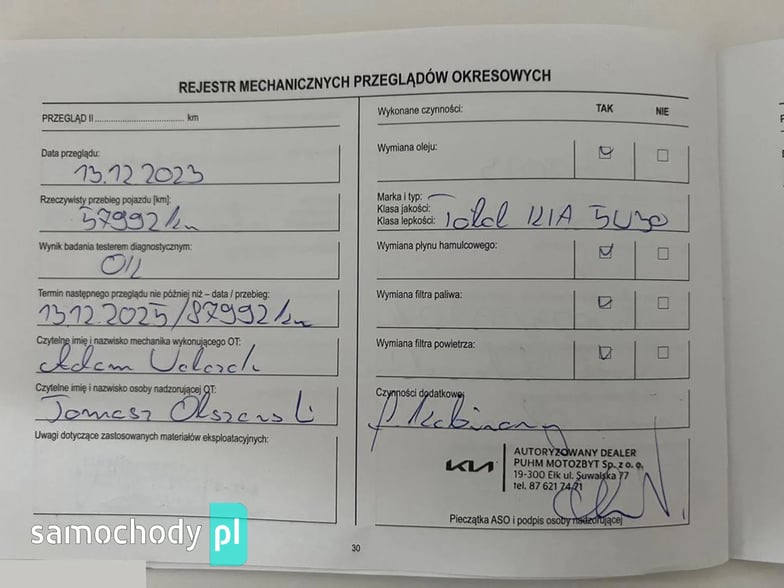 REJESTR MECHANICZNYCH PRZEGLĄDÓW OKRESOWYCH
PRZEGLĄD II................................... km
Data przeglądu:
13.12.2023
Rzeczywisty przebieg pojazdu [km]:
57992 km
Wynik badania testerem diagnostycznym:
OK
Termin następnego przeglądu nie później niż – data / przebieg:
13.12.2025/87992 km
Czytelne imię i nazwisko mechanika wykonującego OT:
Adam
Czytelne imię i nazwisko osoby nadzorującej OT:
Tomasz Olszewski
Uwagi dotyczące zastosowanych materiałów eksploatacyjnych:
Wykonane czynności: TAK NIE
Wymiana oleju:
Marka i typ:
Klasa jakości:
Klasa lepkości: Total KIA 5W30
Wymiana płynu hamulcowego:
Wymiana filtra paliwa:
Wymiana filtra powietrza:
Czynności dodatkowe:
f. kabinowy
KIA
AUTORYZOWANY DEALER
PUHM MOTOZBYT Sp. z o. o.
19-300 Ełk ul. Suwalska 77
tel. 87 621 74 21
Pieczątka ASO i podpis osoby nadzorującej
30
samochody pl